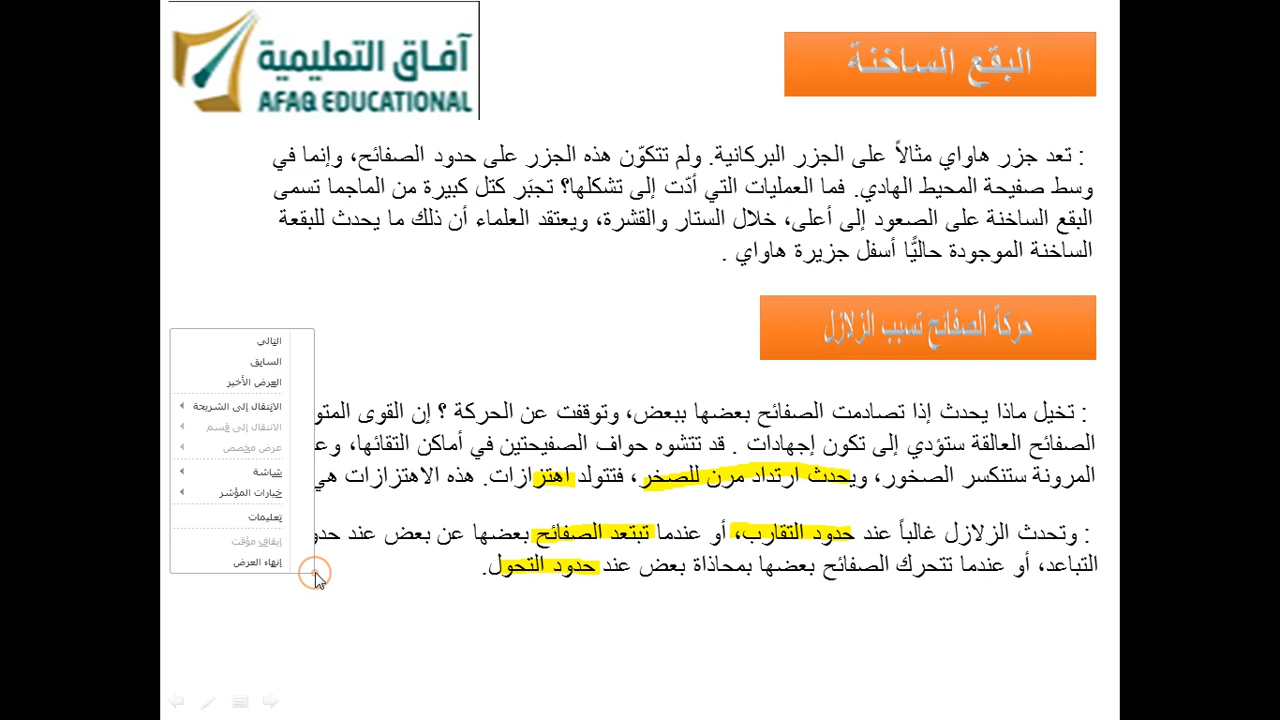 آفاق التعليمية
AFAQ EDUCATIONAL
البقع الساخنة
: تعد جزر هاواي مثالاً على الجزر البركانية. ولم تتكوّن هذه الجزر على حدود الصفائح، وإنما في
وسط صفيحة المحيط الهادي. فما العمليات التي أدّت إلى تشكلها؟ تجبَر كتل كبيرة من الماجما تسمى
البقع الساخنة على الصعود إلى أعلى، خلال الستار والقشرة، ويعتقد العلماء أن ذلك ما يحدث للبقعة
الساخنة الموجودة حاليًّا أسفل جزيرة هاواي .
حركة الصفائح تسبب الزلازل
: تخيل ماذا يحدث إذا تصادمت الصفائح بعضها ببعض، وتوقفت عن الحركة ؟ إن القوى
الصفائح العالقة ستؤدي إلى تكون إجهادات . قد تتشوه حواف الصفيحتين في أماكن التقائها،
المرونة ستنكسر الصخور، ويحدث ارتداد مرن للصخر، فتتولد اهتزازات. هذه الاهتزازات هي
: وتحدث الزلازل غالباً عند حدود التقارب، أو عندما تبتعد الصفائح بعضها عن بعض عند
التباعد، أو عندما تتحرك الصفائح بعضها بمحاذاة بعض عند حدود التحول.
التالي
السابق
العرض الأخير
الانتقال إلى الشريحة
الانتقال إلى قسم
عرض مخصص
شاشة
خيارات المؤشر
تعليمات
إيقاف مؤقت
إنهاء العرض